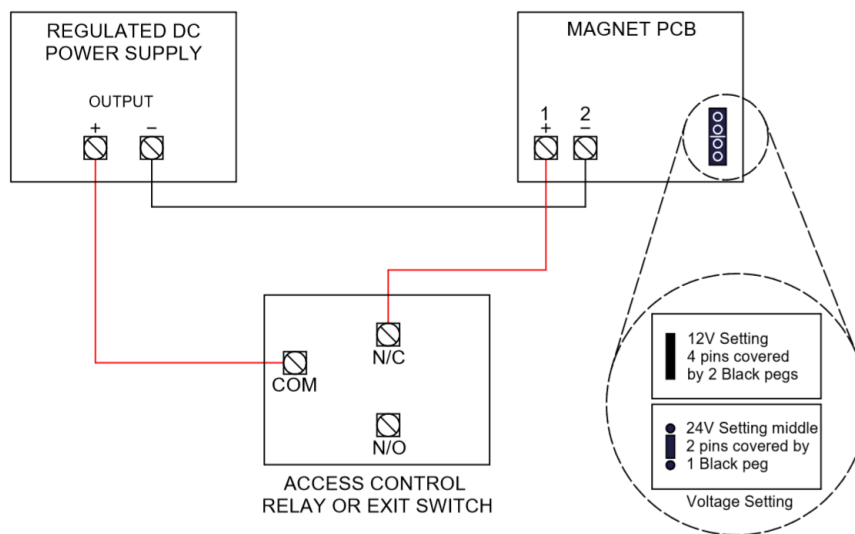 REGULATED DC
POWER SUPPLY
OUTPUT
+ −
MAGNET PCB
1 2
+ −
N/C
COM
N/O
ACCESS CONTROL
RELAY OR EXIT SWITCH
12V Setting
4 pins covered
by 2 Black pegs
24V Setting middle
2 pins covered by
1 Black peg
Voltage Setting